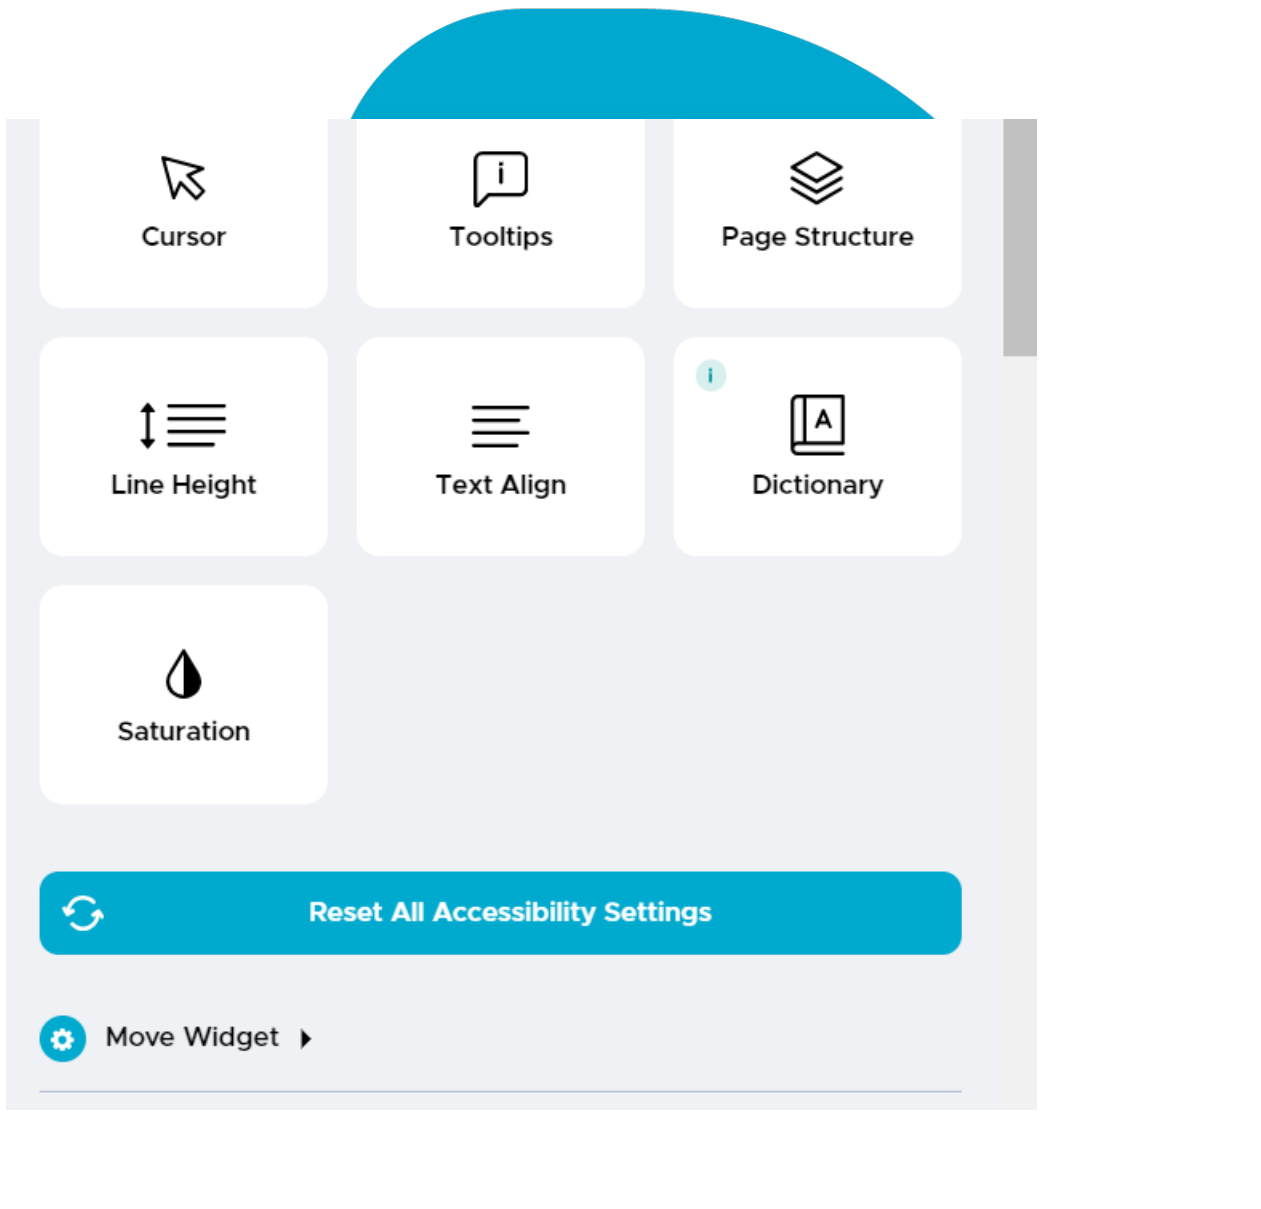 Cursor
Tooltips
Page Structure
Line Height
Text Align
Dictionary
Saturation
Reset All Accessibility Settings
Move Widget